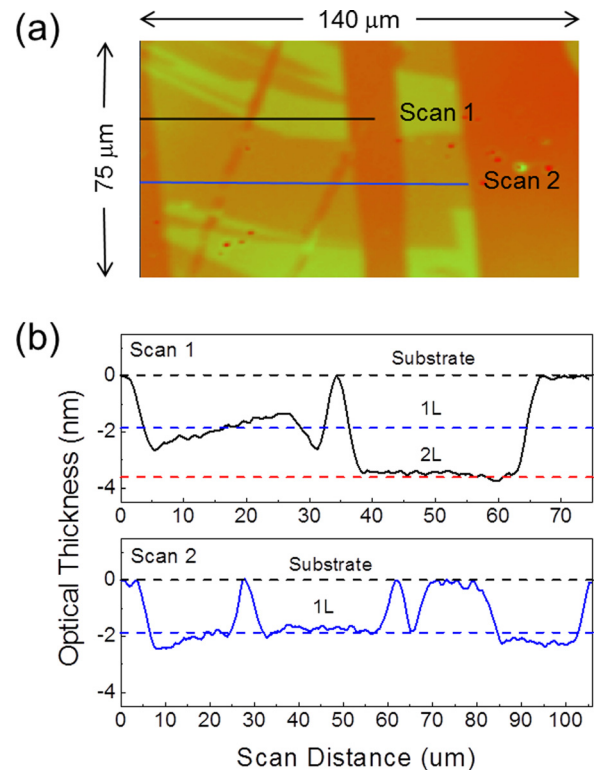 (a)
140 µm
75 µm
Scan 1
Scan 2
(b)
Optical Thickness (nm)
Scan 1
Substrate
1L
2L
0
-2
-4
0 10 20 30 40 50 60 70
Scan 2
Substrate
1L
0
-2
-4
0 10 20 30 40 50 60 70 80 90 100
Scan Distance (um)